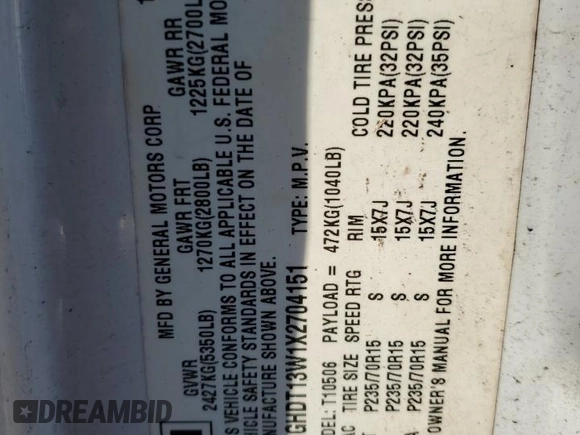 MFD BY GENERAL MOTORS CORP
GVWR GAWR FRT GAWR RR
2427KG(5350LB) 1270KG(2800LB) 1225KG(2700L
S VEHICLE CONFORMS TO ALL APPLICABLE U.S. FEDERAL MO
HICLE SAFETY STANDARDS IN EFFECT ON THE DATE OF
NUFACTURE SHOWN ABOVE.
GHDT13W1X2704151 TYPE: M.P.V.
DEL: T10506 PAYLOAD = 472KG(1040LB)
TIRE SIZE SPEED RTG RIM COLD TIRE PRES
P235/70R15 S 15X7J 220KPA(32PSI)
P235/70R15 S 15X7J 220KPA(32PSI)
P235/70R15 S 15X7J 240KPA(35PSI)
OWNER'S MANUAL FOR MORE INFORMATION.
A·CATS